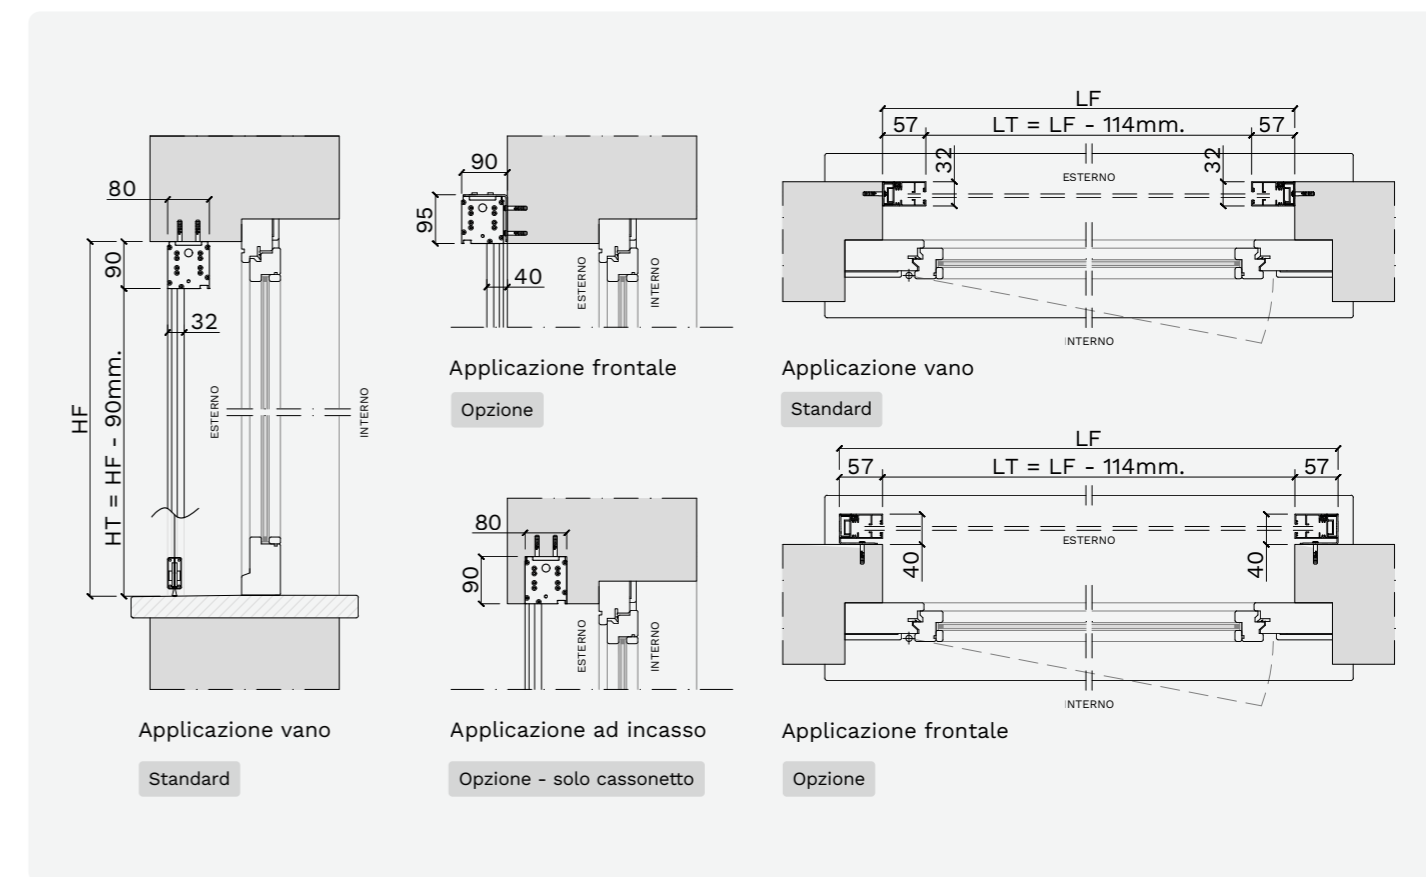 80
90
32
HF
HT = HF - 90mm.
ESTERNO
INTERNO
Applicazione vano
Standard
90
95
40
ESTERNO
INTERNO
Applicazione frontale
Opzione
80
90
ESTERNO
INTERNO
Applicazione ad incasso
Opzione - solo cassonetto
LF
57
LT = LF - 114mm.
57
32
32
ESTERNO
INTERNO
Applicazione vano
Standard
LF
57
LT = LF - 114mm.
57
40
40
ESTERNO
INTERNO
Applicazione frontale
Opzione